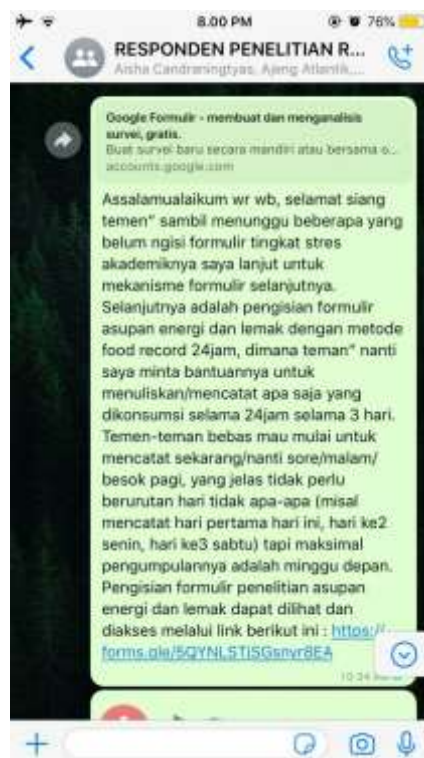 8.00 PM
76%
RESPONDEN PENELITIAN R...
Aisha Candraningtyas, Ajeng Atlantik,...
Google Formulir - membuat dan menganalisis
survei, gratis.
Buat survei baru secara mandiri atau bersama o...
accounts.google.com
Assalamualaikum wr wb, selamat siang
temen" sambil menunggu beberapa yang
belum ngisi formulir tingkat stres
akademiknya saya lanjut untuk
mekanisme formulir selanjutnya.
Selanjutnya adalah pengisian formulir
asupan energi dan lemak dengan metode
food record 24jam, dimana teman" nanti
saya minta bantuannya untuk
menuliskan/mencatat apa saja yang
dikonsumsi selama 24jam selama 3 hari.
Temen-teman bebas mau mulai untuk
mencatat sekarang/nanti sore/malam/
besok pagi, yang jelas tidak perlu
berurutan hari tidak apa-apa (misal
mencatat hari pertama hari ini, hari ke2
senin, hari ke3 sabtu) tapi maksimal
pengumpulannya adalah minggu depan.
Pengisian formulir penelitian asupan
energi dan lemak dapat dilihat dan
diakses melalui link berikut ini : https://
forms.gle/5QYNLSTiSGsnyr8EA
10.34